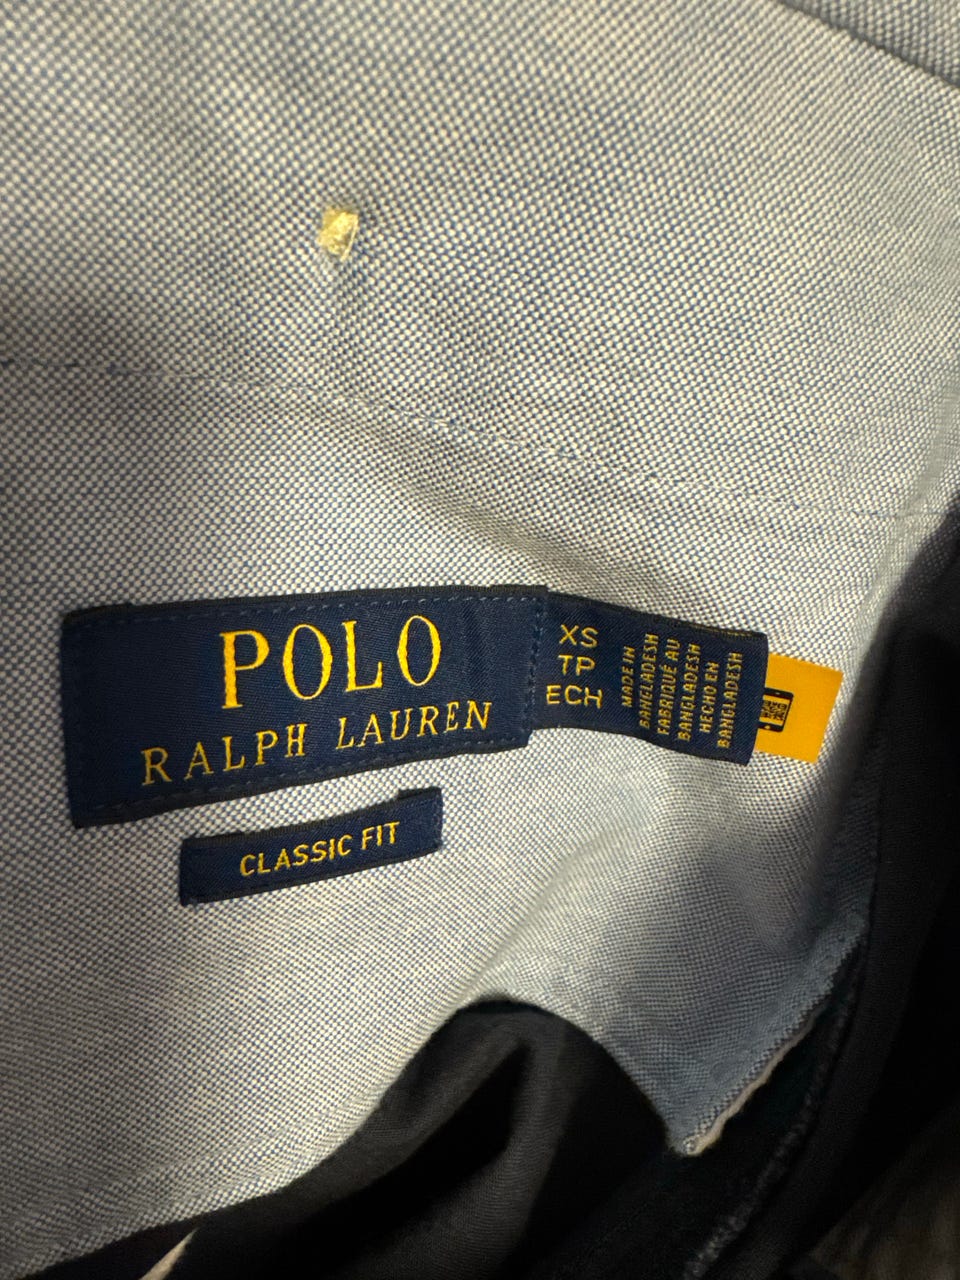 POLO
RALPH LAUREN
CLASSIC FIT
XS
TP
ECH
MADE IN
BANGLADESH
FABRIQUÉ AU
BANGLADESH
HECHO EN
BANGLADESH